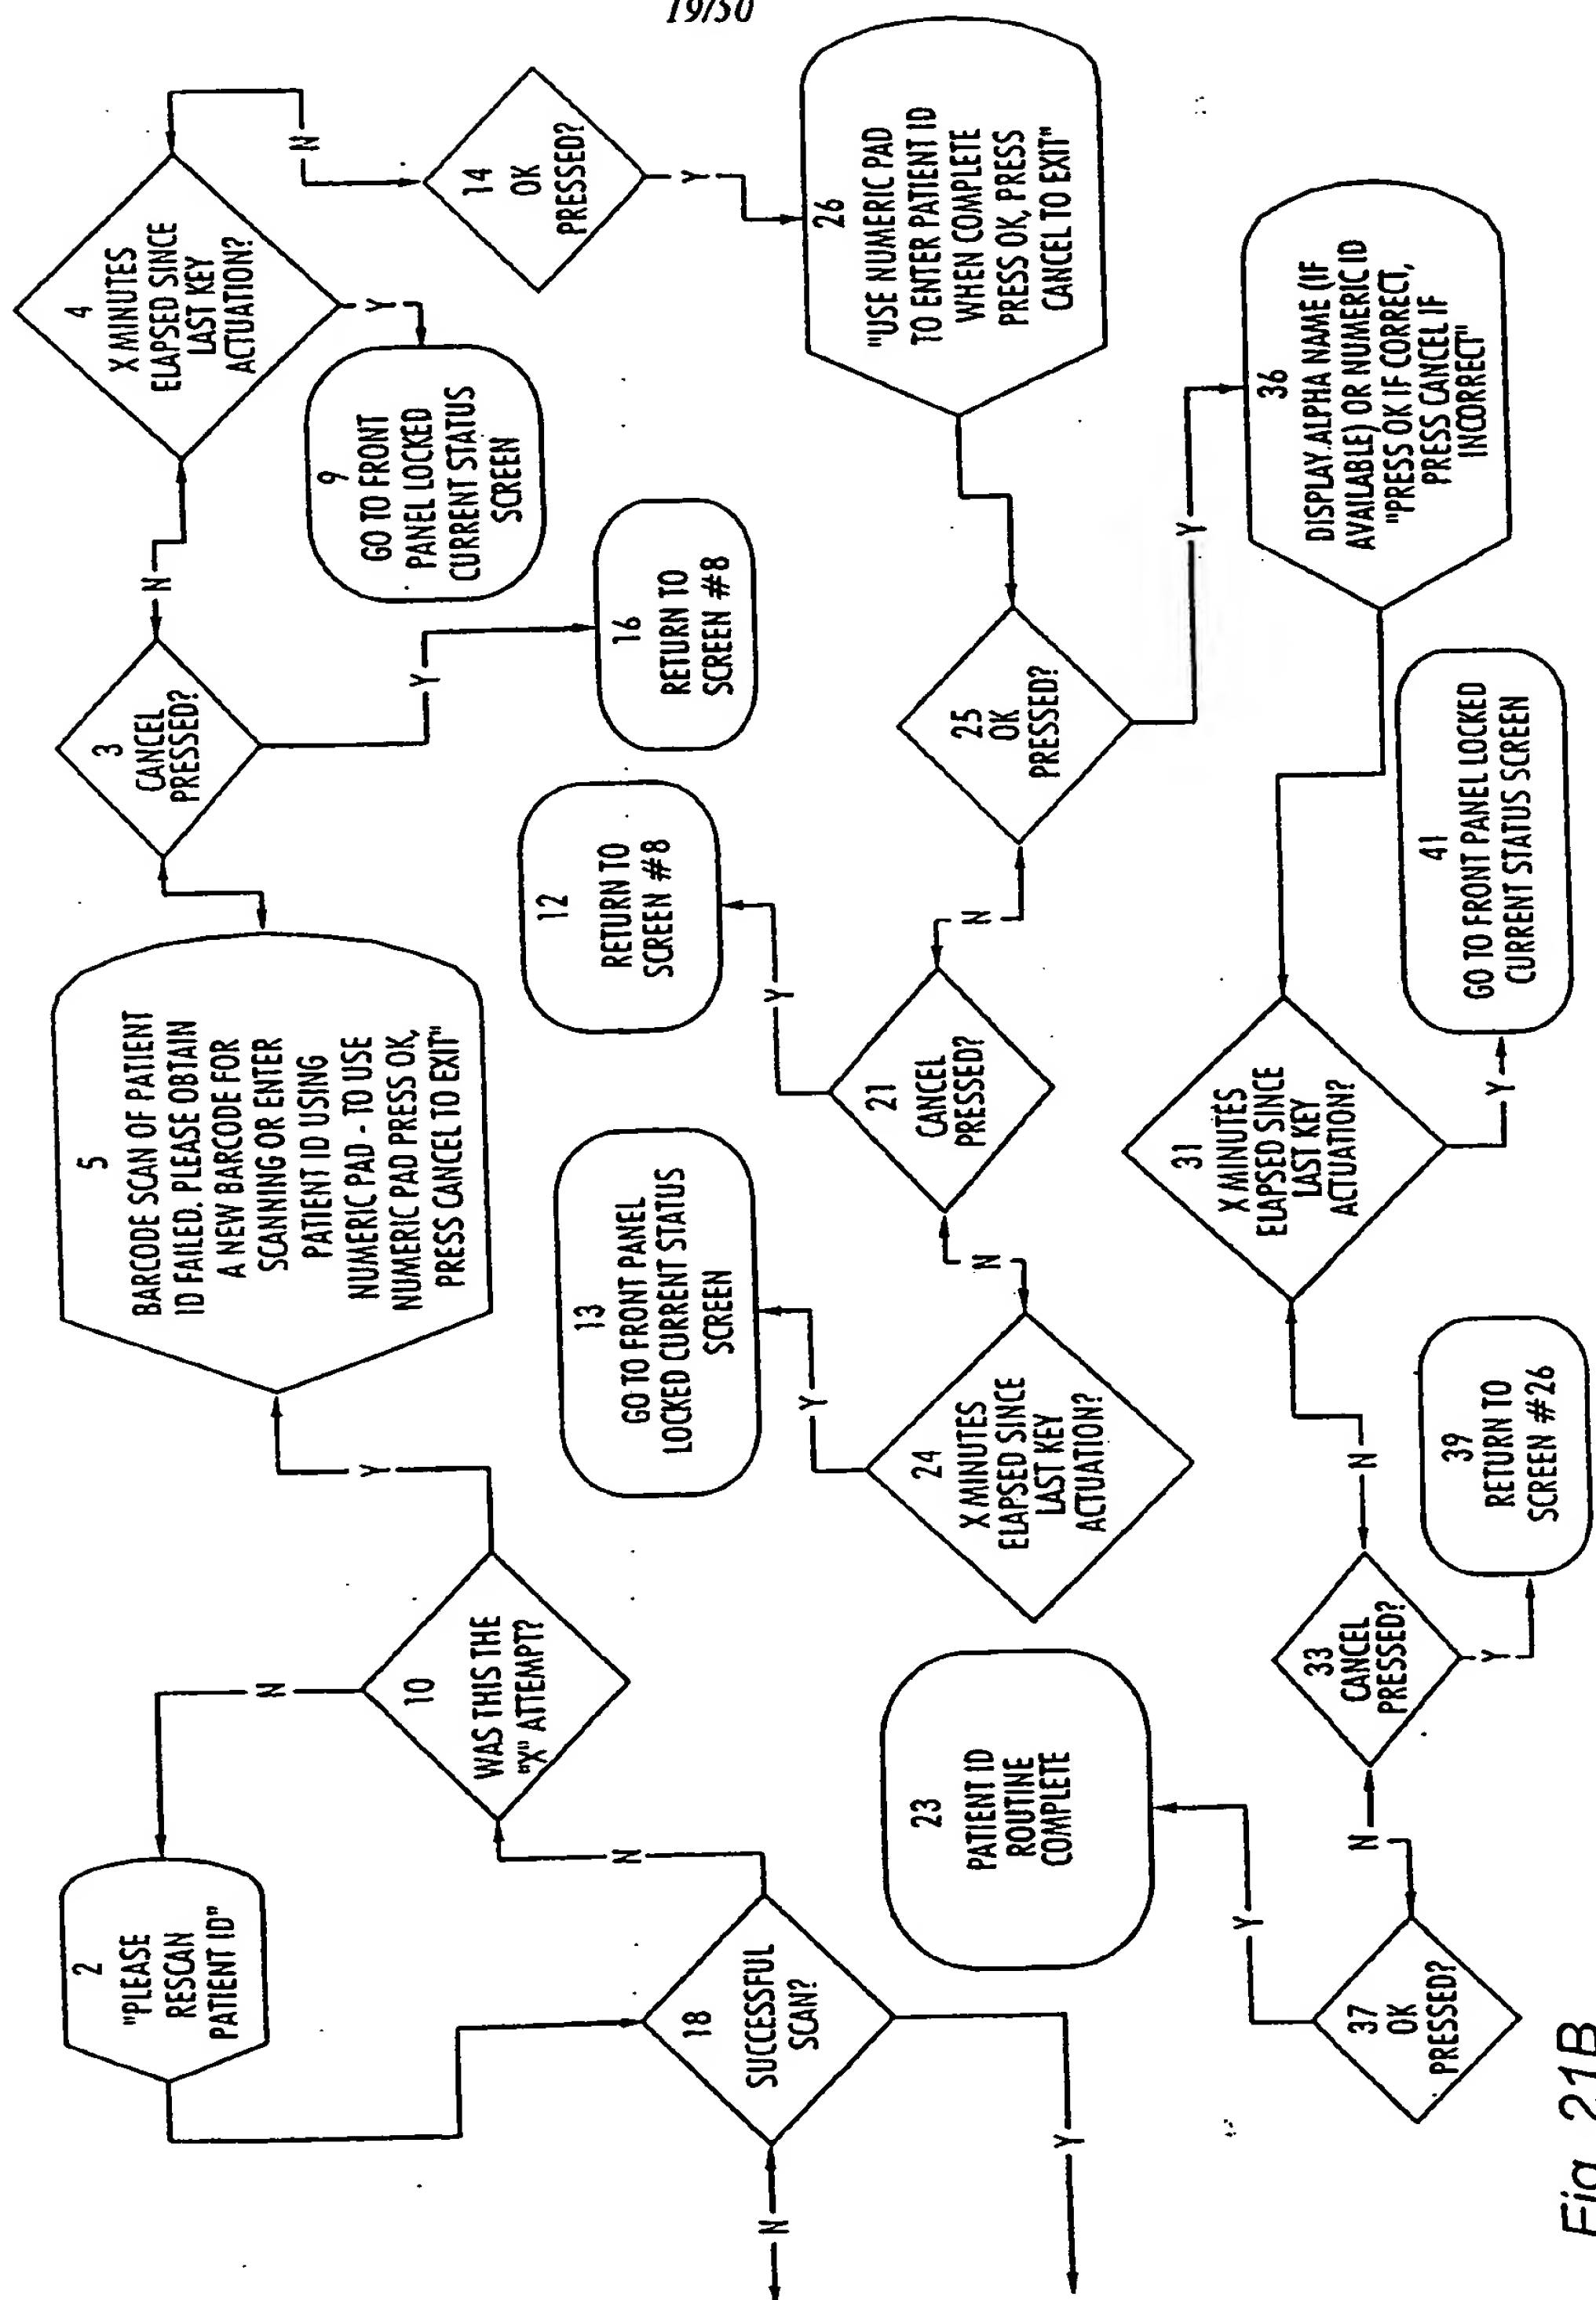 19/50
2
"PLEASE
RESCAN
PATIENT ID"
N
10
WAS THIS THE
"X" ATTEMPT?
Y
N
18
SUCCESSFUL
SCAN?
N
Y
5
BARCODE SCAN OF PATIENT
ID FAILED. PLEASE OBTAIN
A NEW BARCODE FOR
SCANNING OR ENTER
PATIENT ID USING
NUMERIC PAD - TO USE
NUMERIC PAD PRESS OK,
PRESS CANCEL TO EXIT"
3
CANCEL
PRESSED?
N
Y
16
RETURN TO
SCREEN #8
4
X MINUTES
ELAPSED SINCE
LAST KEY
ACTUATION?
Y
9
GO TO FRONT
PANEL LOCKED
CURRENT STATUS
SCREEN
N
14
OK
PRESSED?
Y
26
"USE NUMERIC PAD
TO ENTER PATIENT ID
WHEN COMPLETE
PRESS OK, PRESS
CANCEL TO EXIT"
13
GO TO FRONT PANEL
LOCKED CURRENT STATUS
SCREEN
Y
24
X MINUTES
ELAPSED SINCE
LAST KEY
ACTUATION?
N
12
RETURN TO
SCREEN #8
Y
21
CANCEL
PRESSED?
N
25
OK
PRESSED?
Y
36
DISPLAY.ALPHA NAME (IF
AVAILABLE) OR NUMERIC ID
"PRESS OK IF CORRECT,
PRESS CANCEL IF
INCORRECT"
23
PATIENT ID
ROUTINE
COMPLETE
Y
37
OK
PRESSED?
N
33
CANCEL
PRESSED?
Y
39
RETURN TO
SCREEN #26
N
31
X MINUTES
ELAPSED SINCE
LAST KEY
ACTUATION?
Y
41
GO TO FRONT PANEL LOCKED
CURRENT STATUS SCREEN
Fig. 21B